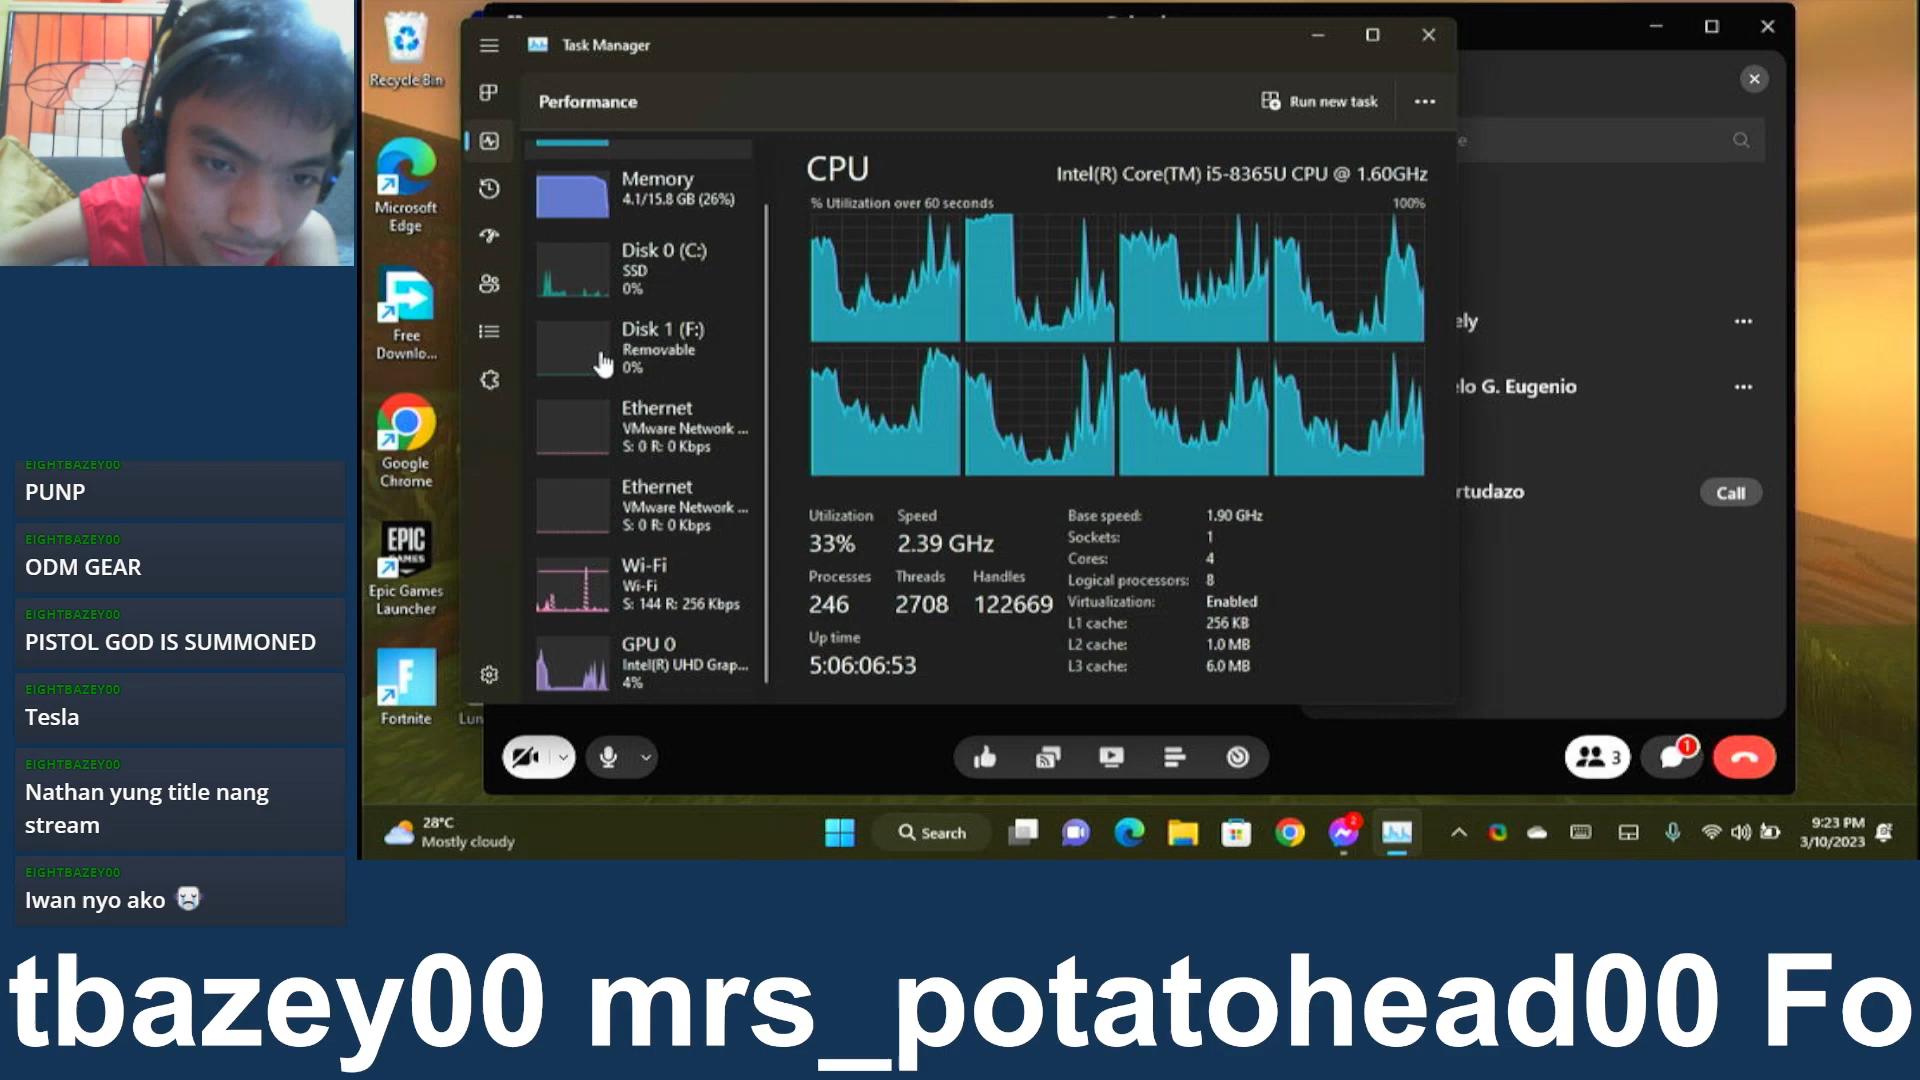 Recycle Bin
Microsoft
Edge
Free
Downlo...
Google
Chrome
EPIC
GAMES
Epic Games
Launcher
Fortnite
Lun
Task Manager
Performance
Run new task
Memory
4.1/15.8 GB (26%)
Disk 0 (C:)
SSD
0%
Disk 1 (F:)
Removable
0%
Ethernet
VMware Network ...
S: 0 R: 0 Kbps
Ethernet
VMware Network ...
S: 0 R: 0 Kbps
Wi-Fi
Wi-Fi
S: 144 R: 256 Kbps
GPU 0
Intel(R) UHD Grap...
4%
CPU
Intel(R) Core(TM) i5-8365U CPU @ 1.60GHz
% Utilization over 60 seconds
100%
Utilization Speed
33% 2.39 GHz
Processes Threads Handles
246 2708 122669
Up time
5:06:06:53
Base speed: 1.90 GHz
Sockets: 1
Cores: 4
Logical processors: 8
Virtualization: Enabled
L1 cache: 256 KB
L2 cache: 1.0 MB
L3 cache: 6.0 MB
e
ely
lo G. Eugenio
rtudazo
Call
3
1
28°C
Mostly cloudy
Search
2
9:23 PM
3/10/2023
EIGHTBAZEY00
PUNP
EIGHTBAZEY00
ODM GEAR
EIGHTBAZEY00
PISTOL GOD IS SUMMONED
EIGHTBAZEY00
Tesla
EIGHTBAZEY00
Nathan yung title nang
stream
EIGHTBAZEY00
Iwan nyo ako
tbazey00 mrs_potatohead00 Fo